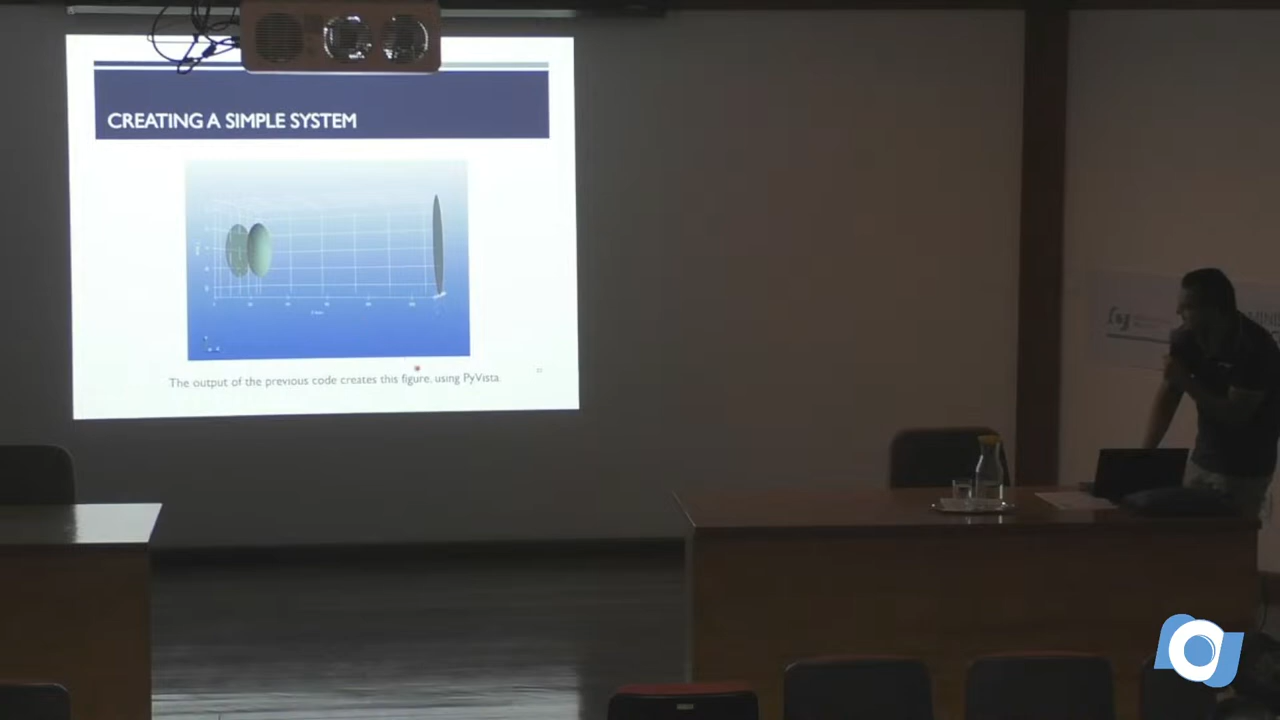 CREATING A SIMPLE SYSTEM
The output of the previous code creates this figure, using PyVista